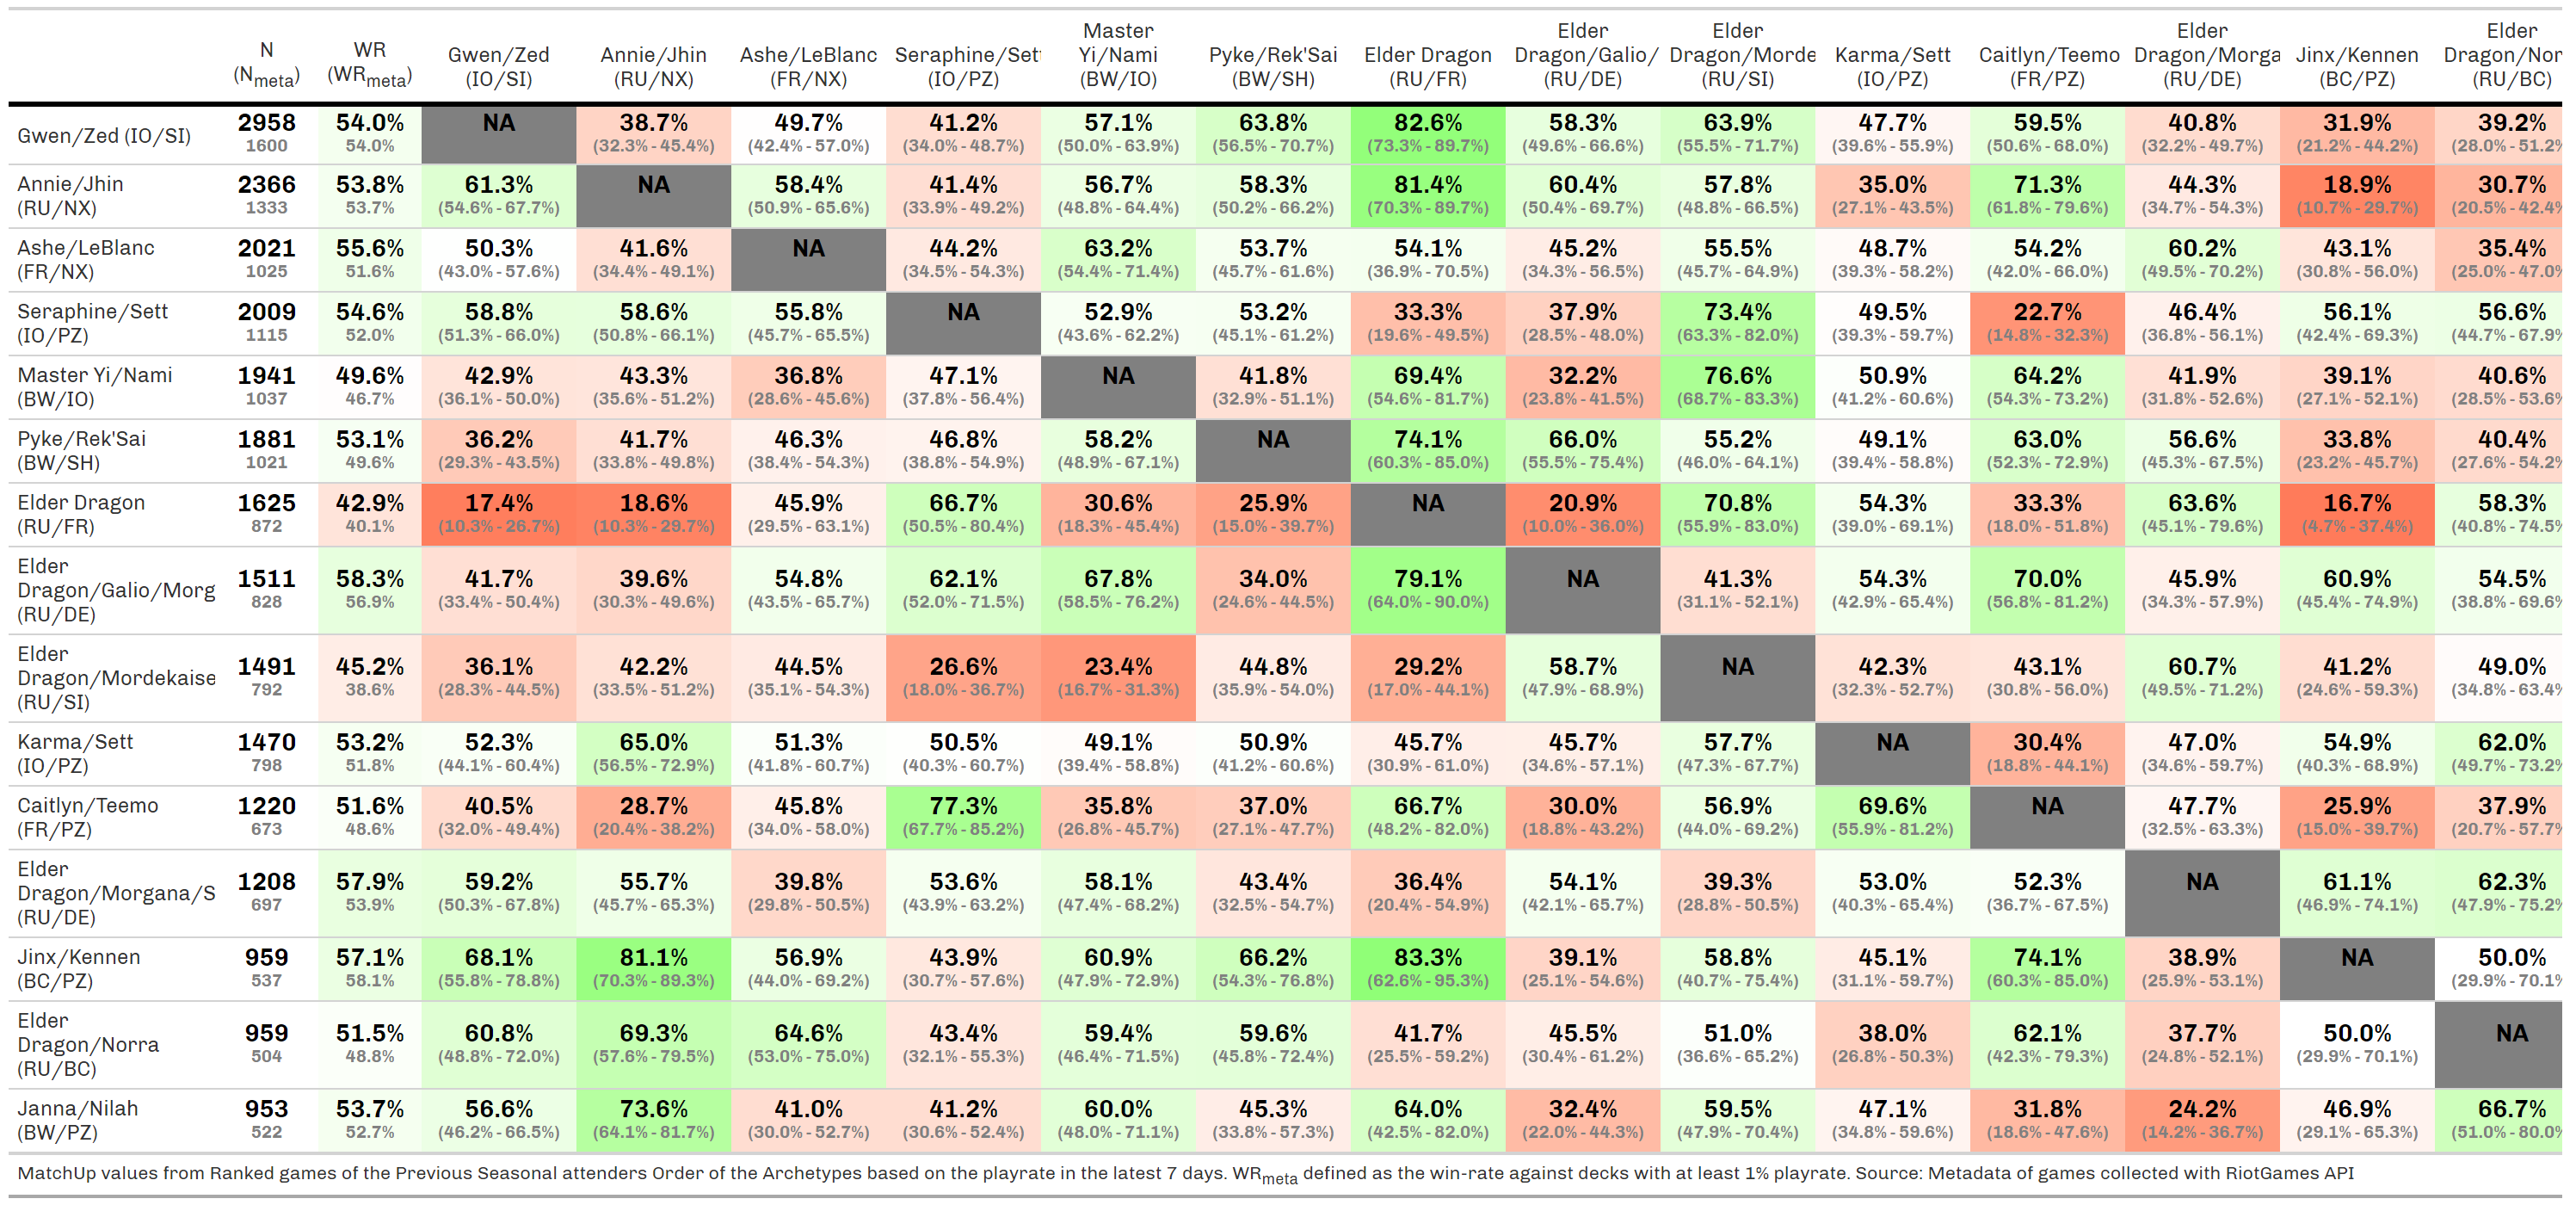 N
(Nmeta)
WR
(WRmeta)
Gwen/Zed
(IO/SI)
Annie/Jhin
(RU/NX)
Ashe/LeBlanc
(FR/NX)
Seraphine/Sett
(IO/PZ)
Master
Yi/Nami
(BW/IO)
Pyke/Rek'Sai
(BW/SH)
Elder Dragon
(RU/FR)
Elder
Dragon/Galio/
(RU/DE)
Elder
Dragon/Morde
(RU/SI)
Karma/Sett
(IO/PZ)
Caitlyn/Teemo
(FR/PZ)
Elder
Dragon/Morga
(RU/DE)
Jinx/Kennen
(BC/PZ)
Elder
Dragon/Nor
(RU/BC)
Gwen/Zed (IO/SI)
2958 54.0% NA 38.7% 49.7% 41.2% 57.1% 63.8% 82.6% 58.3% 63.9% 47.7% 59.5% 40.8% 31.9% 39.2%
1600 54.0% (32.3% - 45.4%) (42.4% - 57.0%) (34.0% - 48.7%) (50.0% - 63.9%) (56.5% - 70.7%) (73.3% - 89.7%) (49.6% - 66.6%) (55.5% - 71.7%) (39.6% - 55.9%) (50.6% - 68.0%) (32.2% - 49.7%) (21.2% - 44.2%) (28.0% - 51.2%
Annie/Jhin
(RU/NX)
2366 53.8% 61.3% NA 58.4% 41.4% 56.7% 58.3% 81.4% 60.4% 57.8% 35.0% 71.3% 44.3% 18.9% 30.7%
1333 53.7% (54.6% - 67.7%) (50.9% - 65.6%) (33.9% - 49.2%) (48.8% - 64.4%) (50.2% - 66.2%) (70.3% - 89.7%) (50.4% - 69.7%) (48.8% - 66.5%) (27.1% - 43.5%) (61.8% - 79.6%) (34.7% - 54.3%) (10.7% - 29.7%) (20.5% - 42.4%
Ashe/LeBlanc
(FR/NX)
2021 55.6% 50.3% 41.6% NA 44.2% 63.2% 53.7% 54.1% 45.2% 55.5% 48.7% 54.2% 60.2% 43.1% 35.4%
1025 51.6% (43.0% - 57.6%) (34.4% - 49.1%) (34.5% - 54.3%) (54.4% - 71.4%) (45.7% - 61.6%) (36.9% - 70.5%) (34.3% - 56.5%) (45.7% - 64.9%) (39.3% - 58.2%) (42.0% - 66.0%) (49.5% - 70.2%) (30.8% - 56.0%) (25.0% - 47.0%
Seraphine/Sett
(IO/PZ)
2009 54.6% 58.8% 58.6% 55.8% NA 52.9% 53.2% 33.3% 37.9% 73.4% 49.5% 22.7% 46.4% 56.1% 56.6%
1115 52.0% (51.3% - 66.0%) (50.8% - 66.1%) (45.7% - 65.5%) (43.6% - 62.2%) (45.1% - 61.2%) (19.6% - 49.5%) (28.5% - 48.0%) (63.3% - 82.0%) (39.3% - 59.7%) (14.8% - 32.3%) (36.8% - 56.1%) (42.4% - 69.3%) (44.7% - 67.9%
Master Yi/Nami
(BW/IO)
1941 49.6% 42.9% 43.3% 36.8% 47.1% NA 41.8% 69.4% 32.2% 76.6% 50.9% 64.2% 41.9% 39.1% 40.6%
1037 46.7% (36.1% - 50.0%) (35.6% - 51.2%) (28.6% - 45.6%) (37.8% - 56.4%) (32.9% - 51.1%) (54.6% - 81.7%) (23.8% - 41.5%) (68.7% - 83.3%) (41.2% - 60.6%) (54.3% - 73.2%) (31.8% - 52.6%) (27.1% - 52.1%) (28.5% - 53.6%
Pyke/Rek'Sai
(BW/SH)
1881 53.1% 36.2% 41.7% 46.3% 46.8% 58.2% NA 74.1% 66.0% 55.2% 49.1% 63.0% 56.6% 33.8% 40.4%
1021 49.6% (29.3% - 43.5%) (33.8% - 49.8%) (38.4% - 54.3%) (38.8% - 54.9%) (48.9% - 67.1%) (60.3% - 85.0%) (55.5% - 75.4%) (46.0% - 64.1%) (39.4% - 58.8%) (52.3% - 72.9%) (45.3% - 67.5%) (23.2% - 45.7%) (27.6% - 54.2%
Elder Dragon
(RU/FR)
1625 42.9% 17.4% 18.6% 45.9% 66.7% 30.6% 25.9% NA 20.9% 70.8% 54.3% 33.3% 63.6% 16.7% 58.3%
872 40.1% (10.3% - 26.7%) (10.3% - 29.7%) (29.5% - 63.1%) (50.5% - 80.4%) (18.3% - 45.4%) (15.0% - 39.7%) (10.0% - 36.0%) (55.9% - 83.0%) (39.0% - 69.1%) (18.0% - 51.8%) (45.1% - 79.6%) (4.7% - 37.4%) (40.8% - 74.5%
Elder
Dragon/Galio/Morg
(RU/DE)
1511 58.3% 41.7% 39.6% 54.8% 62.1% 67.8% 34.0% 79.1% NA 41.3% 54.3% 70.0% 45.9% 60.9% 54.5%
828 56.9% (33.4% - 50.4%) (30.3% - 49.6%) (43.5% - 65.7%) (52.0% - 71.5%) (58.5% - 76.2%) (24.6% - 44.5%) (64.0% - 90.0%) (31.1% - 52.1%) (42.9% - 65.4%) (56.8% - 81.2%) (34.3% - 57.9%) (45.4% - 74.9%) (38.8% - 69.6%
Elder
Dragon/Mordekaise
(RU/SI)
1491 45.2% 36.1% 42.2% 44.5% 26.6% 23.4% 44.8% 29.2% 58.7% NA 42.3% 43.1% 60.7% 41.2% 49.0%
792 38.6% (28.3% - 44.5%) (33.5% - 51.2%) (35.1% - 54.3%) (18.0% - 36.7%) (16.7% - 31.3%) (35.9% - 54.0%) (17.0% - 44.1%) (47.9% - 68.9%) (32.3% - 52.7%) (30.8% - 56.0%) (49.5% - 71.2%) (24.6% - 59.3%) (34.8% - 63.4%
Karma/Sett
(IO/PZ)
1470 53.2% 52.3% 65.0% 51.3% 50.5% 49.1% 50.9% 45.7% 45.7% 57.7% NA 30.4% 47.0% 54.9% 62.0%
798 51.8% (44.1% - 60.4%) (56.5% - 72.9%) (41.8% - 60.7%) (40.3% - 60.7%) (39.4% - 58.8%) (41.2% - 60.6%) (30.9% - 61.0%) (34.6% - 57.1%) (47.3% - 67.7%) (18.8% - 44.1%) (34.6% - 59.7%) (40.3% - 68.9%) (49.7% - 73.2%
Caitlyn/Teemo
(FR/PZ)
1220 51.6% 40.5% 28.7% 45.8% 77.3% 35.8% 37.0% 66.7% 30.0% 56.9% 69.6% NA 47.7% 25.9% 37.9%
673 48.6% (32.0% - 49.4%) (20.4% - 38.2%) (34.0% - 58.0%) (67.7% - 85.2%) (26.8% - 45.7%) (27.1% - 47.7%) (48.2% - 82.0%) (18.8% - 43.2%) (44.0% - 69.2%) (55.9% - 81.2%) (32.5% - 63.3%) (15.0% - 39.7%) (20.7% - 57.7%
Elder
Dragon/Morgana/S
(RU/DE)
1208 57.9% 59.2% 55.7% 39.8% 53.6% 58.1% 43.4% 36.4% 54.1% 39.3% 53.0% 52.3% NA 61.1% 62.3%
697 53.9% (50.3% - 67.8%) (45.7% - 65.3%) (29.8% - 50.5%) (43.9% - 63.2%) (47.4% - 68.2%) (32.5% - 54.7%) (20.4% - 54.9%) (42.1% - 65.7%) (28.8% - 50.5%) (40.3% - 65.4%) (36.7% - 67.5%) (46.9% - 74.1%) (47.9% - 75.2%
Jinx/Kennen
(BC/PZ)
959 57.1% 68.1% 81.1% 56.9% 43.9% 60.9% 66.2% 83.3% 39.1% 58.8% 45.1% 74.1% 38.9% NA 50.0%
537 58.1% (55.8% - 78.8%) (70.3% - 89.3%) (44.0% - 69.2%) (30.7% - 57.6%) (47.9% - 72.9%) (54.3% - 76.8%) (62.6% - 95.3%) (25.1% - 54.6%) (40.7% - 75.4%) (31.1% - 59.7%) (60.3% - 85.0%) (25.9% - 53.1%) (29.9% - 70.1%
Elder
Dragon/Norra
(RU/BC)
959 51.5% 60.8% 69.3% 64.6% 43.4% 59.4% 59.6% 41.7% 45.5% 51.0% 38.0% 62.1% 37.7% 50.0% NA
504 48.8% (48.8% - 72.0%) (57.6% - 79.5%) (53.0% - 75.0%) (32.1% - 55.3%) (46.4% - 71.5%) (45.8% - 72.4%) (25.5% - 59.2%) (30.4% - 61.2%) (36.6% - 65.2%) (26.8% - 50.3%) (42.3% - 79.3%) (24.8% - 52.1%) (29.9% - 70.1%)
Janna/Nilah
(BW/PZ)
953 53.7% 56.6% 73.6% 41.0% 41.2% 60.0% 45.3% 64.0% 32.4% 59.5% 47.1% 31.8% 24.2% 46.9% 66.7%
522 52.7% (46.2% - 66.5%) (64.1% - 81.7%) (30.0% - 52.7%) (30.6% - 52.4%) (48.0% - 71.1%) (33.8% - 57.3%) (42.5% - 82.0%) (22.0% - 44.3%) (47.9% - 70.4%) (34.8% - 59.6%) (18.6% - 47.6%) (14.2% - 36.7%) (29.1% - 65.3%) (51.0% - 80.0%
MatchUp values from Ranked games of the Previous Seasonal attenders Order of the Archetypes based on the playrate in the latest 7 days. WRmeta defined as the win-rate against decks with at least 1% playrate. Source: Metadata of games collected with RiotGames API